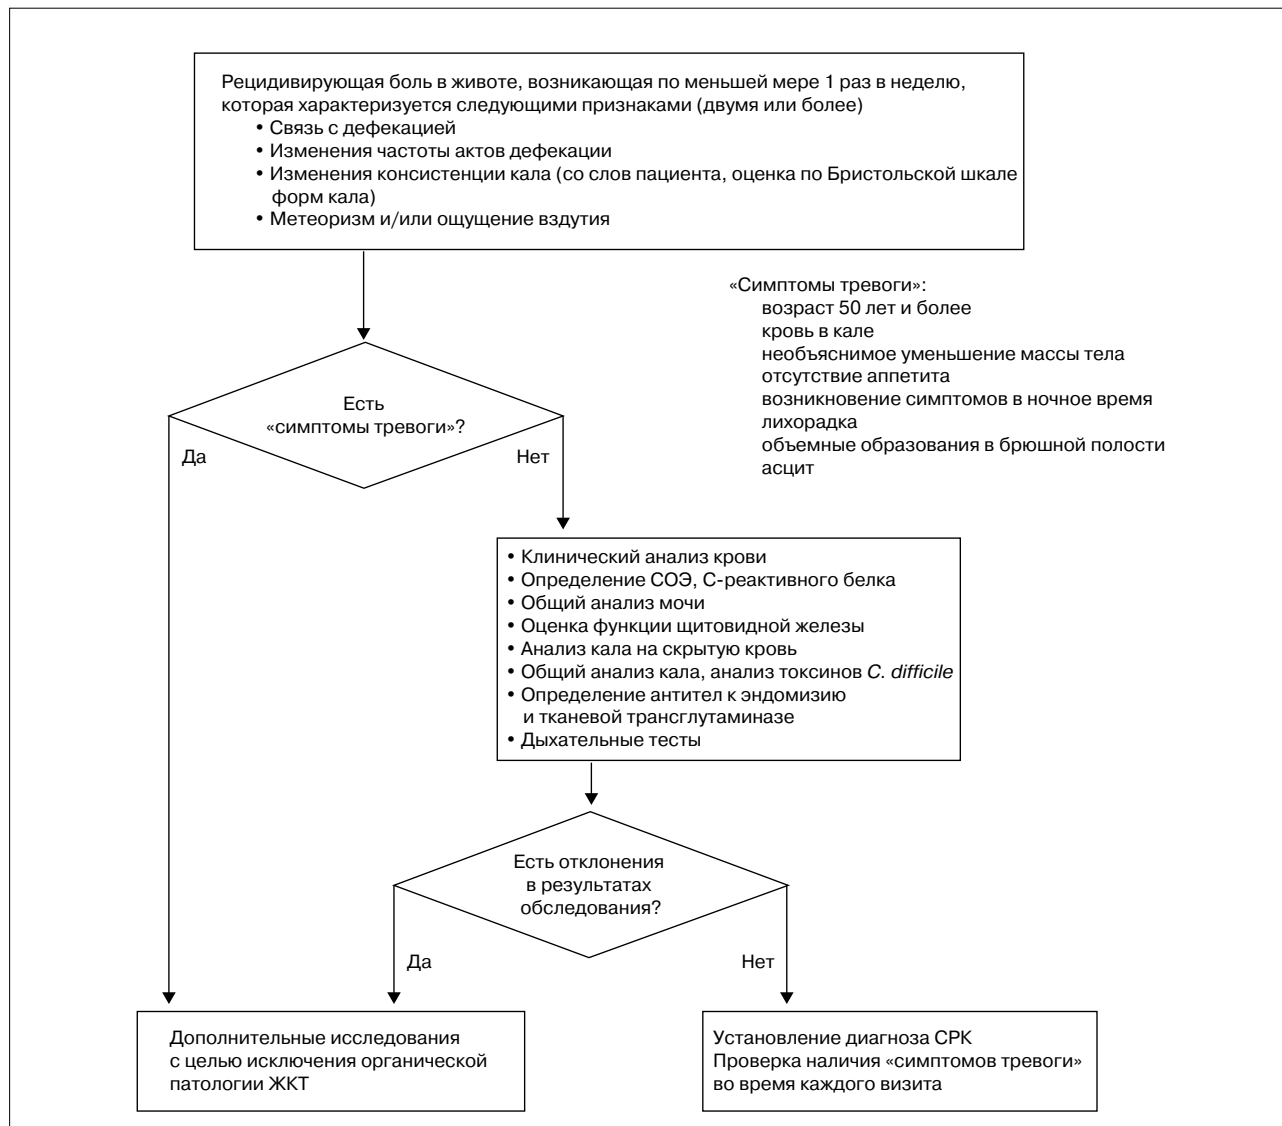 Рецидивирующая боль в животе, возникающая по меньшей мере 1 раз в неделю,
которая характеризуется следующими признаками (двумя или более)
• Связь с дефекацией
• Изменения частоты актов дефекации
• Изменения консистенции кала (со слов пациента, оценка по Бристольской шкале
форм кала)
• Метеоризм и/или ощущение вздутия
«Симптомы тревоги»:
возраст 50 лет и более
кровь в кале
необъяснимое уменьшение массы тела
отсутствие аппетита
возникновение симптомов в ночное время
лихорадка
объемные образования в брюшной полости
асцит
Есть
«симптомы тревоги»?
Да
Нет
• Клинический анализ крови
• Определение СОЭ, С-реактивного белка
• Общий анализ мочи
• Оценка функции щитовидной железы
• Анализ кала на скрытую кровь
• Общий анализ кала, анализ токсинов C. difficile
• Определение антител к эндомизию
и тканевой трансглутаминазе
• Дыхательные тесты
Есть отклонения
в результатах
обследования?
Да
Нет
Дополнительные исследования
с целью исключения органической
патологии ЖКТ
Установление диагноза СРК
Проверка наличия «симптомов тревоги»
во время каждого визита